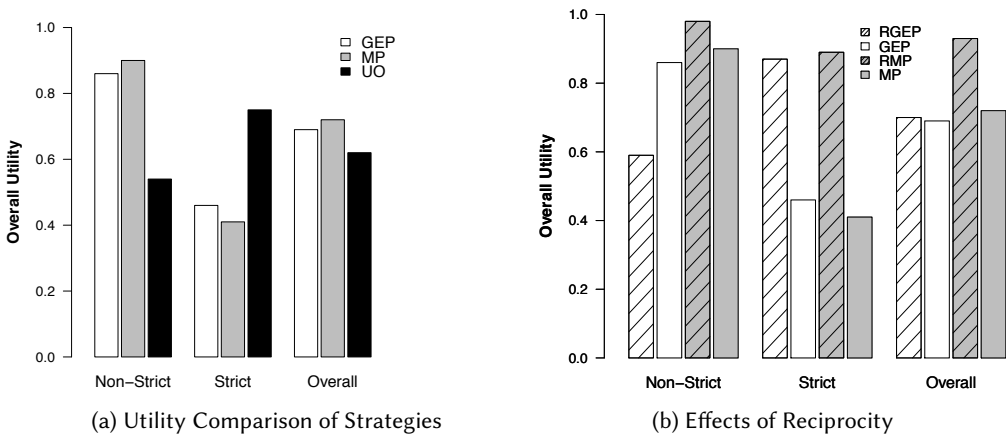 1.0
0.8
0.6
0.4
0.2
0.0
Overall Utility
GEP
MP
UO
Non−Strict Strict Overall
(a) Utility Comparison of Strategies
1.0
0.8
0.6
0.4
0.2
0.0
Overall Utility
RGEP
GEP
RMP
MP
Non−Strict Strict Overall
(b) Effects of Reciprocity